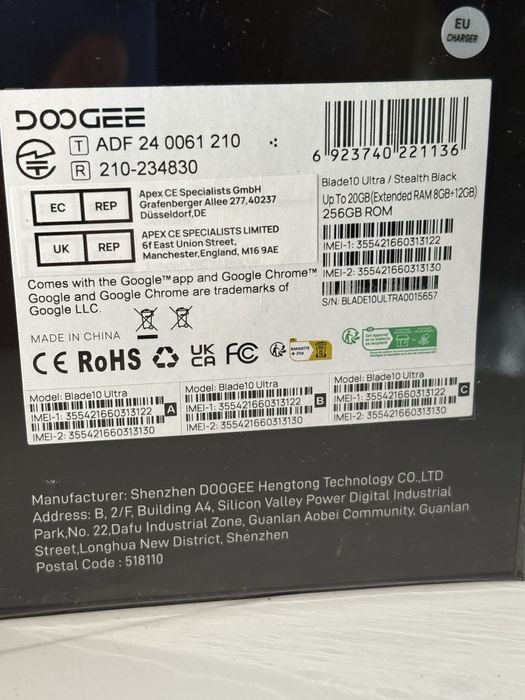 EU
CHARGER
DOOGEE
T ADF 24 0061 210
R 210-234830
6 923740 221136
EC REP
Apex CE Specialists GmbH
Grafenberger Allee 277,40237
Düsseldorf,DE
UK REP
APEX CE SPECIALISTS LIMITED
6f East Union Street,
Manchester,England, M16 9AE
Blade10 Ultra / Stealth Black
Up To 20GB(Extended RAM 8GB+12GB)
256GB ROM
IMEI-1: 355421660313122
IMEI-2: 355421660313130
S/N: BLADE10ULTRA0015657
Comes with the Google™ app and Google Chrome™
Google and Google Chrome are trademarks of
Google LLC.
MADE IN CHINA
CE RoHS UK CA FC
Model: Blade10 Ultra
IMEI-1: 355421660313122
IMEI-2: 355421660313130
A
Model: Blade10 Ultra
IMEI-1: 355421660313122
IMEI-2: 355421660313130
B
Model: Blade10 Ultra
IMEI-1: 355421660313122
IMEI-2: 355421660313130
C
Manufacturer: Shenzhen DOOGEE Hengtong Technology CO.,LTD
Address: B, 2/F, Building A4, Silicon Valley Power Digital Industrial
Park,No. 22,Dafu Industrial Zone, Guanlan Aobei Community, Guanlan
Street,Longhua New District, Shenzhen
Postal Code : 518110